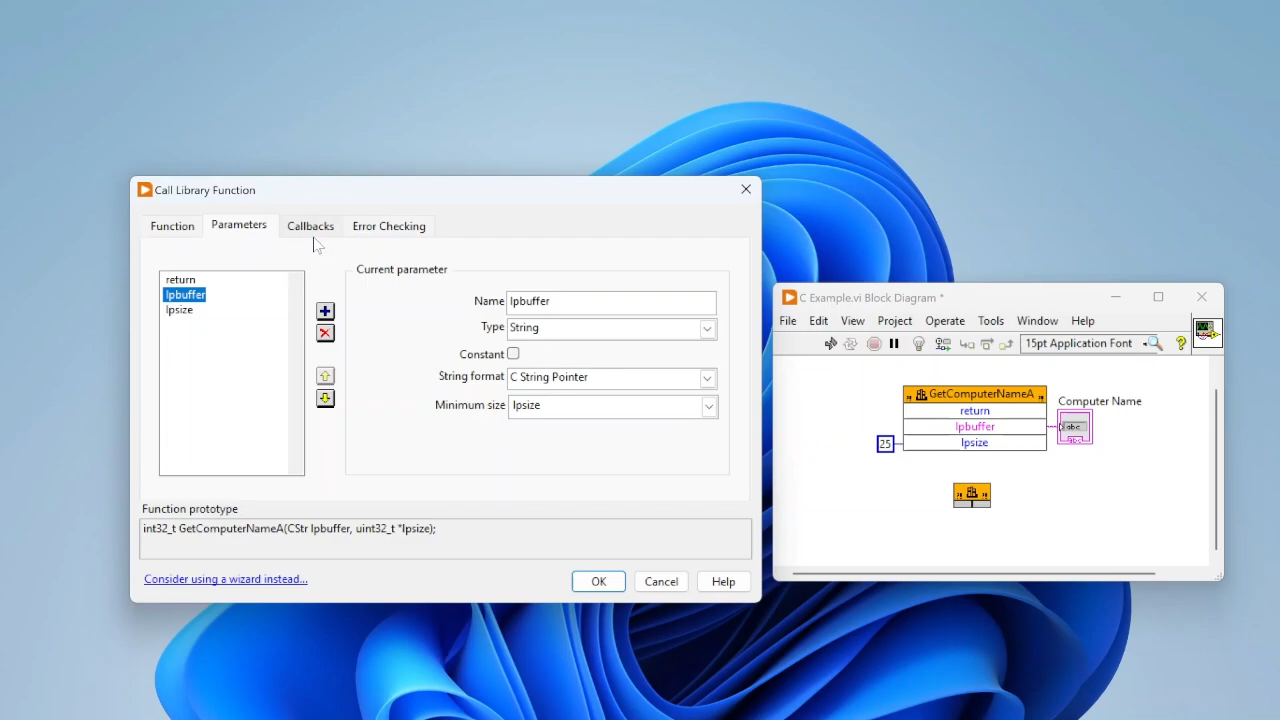 Call Library Function
Function Parameters Callbacks Error Checking
return
lpbuffer
lpsize
Current parameter
Name lpbuffer
Type String
Constant
String format C String Pointer
Minimum size lpsize
Function prototype
int32_t GetComputerNameA(CStr lpbuffer, uint32_t *lpsize);
Consider using a wizard instead...
OK Cancel Help
C Example.vi Block Diagram *
File Edit View Project Operate Tools Window Help
15pt Application Font
GetComputerNameA
return
lpbuffer
lpsize
25
Computer Name
abc
abc